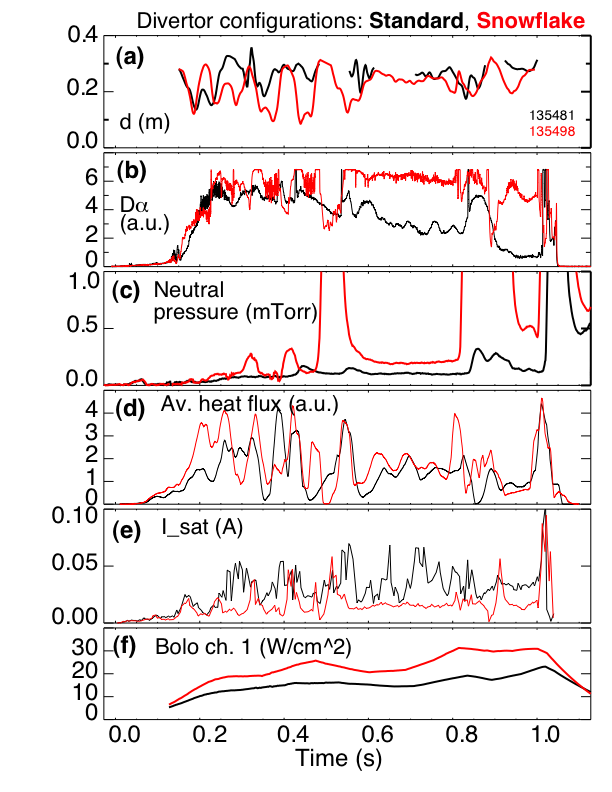 Divertor configurations: Standard, Snowflake
0.4
(a)
0.2
135481
d (m)
135498
0.0
(b)
6
Dα
4
(a.u.)
2
0
1.0
(c) Neutral
pressure (mTorr)
0.5
0.0
(d) Av. heat flux (a.u.)
4
3
2
1
0
0.10
(e) I_sat (A)
0.05
0.00
(f) Bolo ch. 1 (W/cm^2)
30
20
10
0
0.0 0.2 0.4 0.6 0.8 1.0
Time (s)